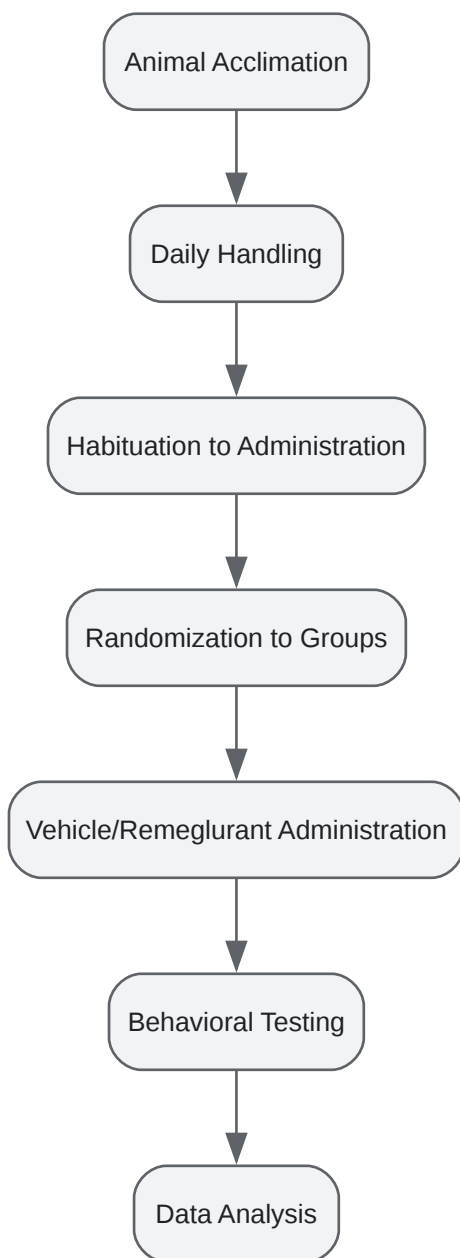 Animal Acclimation
Daily Handling
Habituation to Administration
Randomization to Groups
Vehicle/Remeglurant Administration
Behavioral Testing
Data Analysis